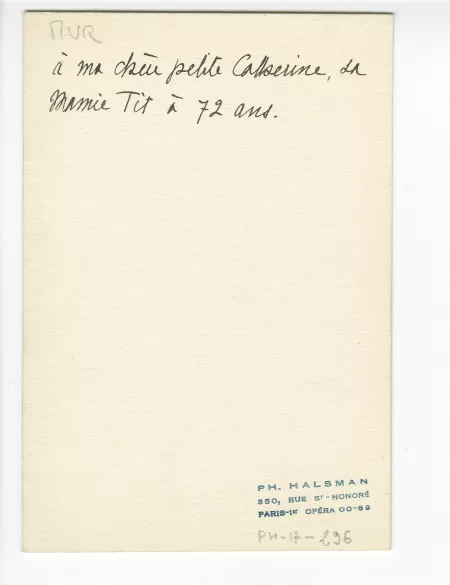 MVR
à ma chère petite Catherine, sa
Mamie Tit à 72 ans.
PH. HALSMAN
350, RUE ST-HONORÉ
PARIS-1er OPÉRA 00-69
PH-17-296